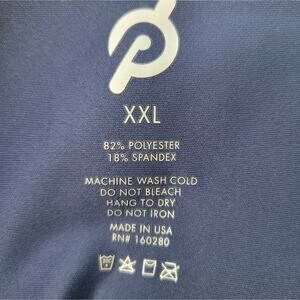 XXL
82% POLYESTER
18% SPANDEX
MACHINE WASH COLD
DO NOT BLEACH
HANG TO DRY
DO NOT IRON
MADE IN USA
RN# 160280